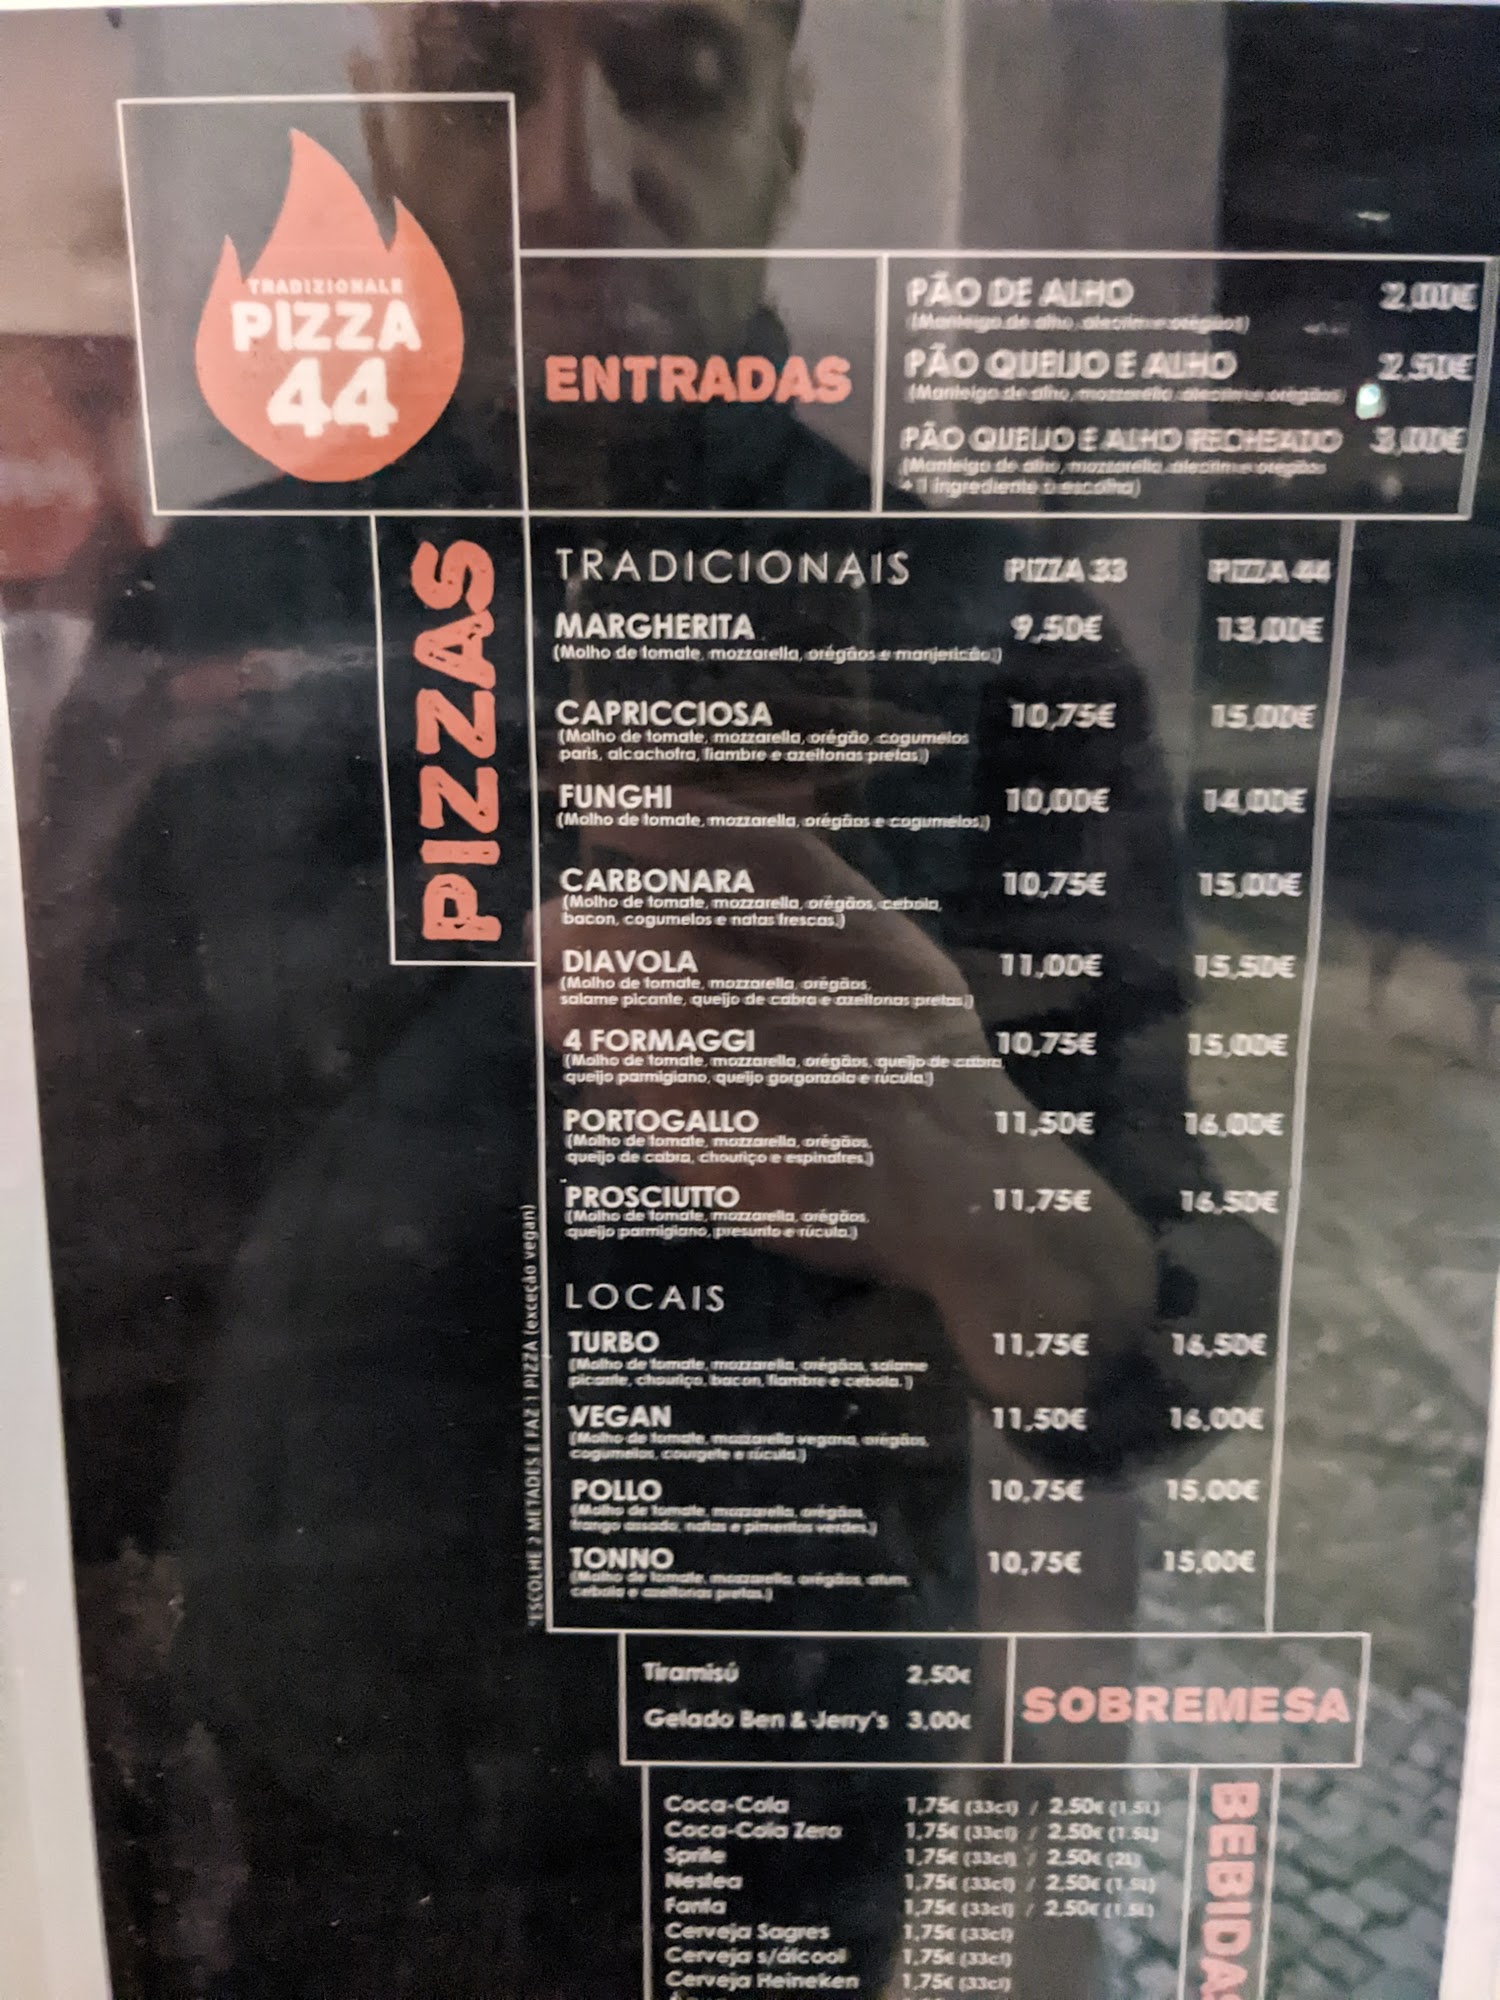 TRADIZIONALE
PIZZA
44
ENTRADAS
PÃO DE ALHO 2,00€
(Manteiga de alho, alecrim e orégãos)
PÃO QUEIJO E ALHO 2,50€
(Manteiga de alho, mozzarella, alecrim e orégãos)
PÃO QUEIJO E ALHO RECHEADO 3,00€
(Manteiga de alho, mozzarella, alecrim e orégãos
+ 1 ingrediente à escolha)
PIZZAS
TRADICIONAIS PIZZA 33 PIZZA 44
MARGHERITA 9,50€ 13,00€
(Molho de tomate, mozzarella, orégãos e manjericão.)
CAPRICCIOSA 10,75€ 15,00€
(Molho de tomate, mozzarella, orégão, cogumelos
paris, alcachofra, fiambre e azeitonas pretas.)
FUNGHI 10,00€ 14,00€
(Molho de tomate, mozzarella, orégãos e cogumelos.)
CARBONARA 10,75€ 15,00€
(Molho de tomate, mozzarella, orégãos, cebola,
bacon, cogumelos e natas frescas.)
DIAVOLA 11,00€ 15,50€
(Molho de tomate, mozzarella, orégãos,
salame picante, queijo de cabra e azeitonas pretas.)
4 FORMAGGI 10,75€ 15,00€
(Molho de tomate, mozzarella, orégãos, queijo de cabra,
queijo parmigiano, queijo gorgonzola e rúcula.)
PORTOGALLO 11,50€ 16,00€
(Molho de tomate, mozzarella, orégãos,
queijo de cabra, chouriço e espinafres.)
PROSCIUTTO 11,75€ 16,50€
(Molho de tomate, mozzarella, orégãos,
queijo parmigiano, presunto e rúcula.)
LOCAIS
TURBO 11,75€ 16,50€
(Molho de tomate, mozzarella, orégãos, salame
picante, chouriço, bacon, fiambre e cebola.)
VEGAN 11,50€ 16,00€
(Molho de tomate, mozzarella vegana, orégãos,
cogumelos, courgete e rúcula.)
POLLO 10,75€ 15,00€
(Molho de tomate, mozzarella, orégãos,
frango assado, natas e pimentos verdes.)
TONNO 10,75€ 15,00€
(Molho de tomate, mozzarella, orégãos, atum,
cebola e azeitonas pretas.)
*ESCOLHE 2 METADES E FAZ 1 PIZZA (exceção vegan)
Tiramisú 2,50€
Gelado Ben & Jerry's 3,00€
SOBREMESA
Coca-Cola 1,75€ (33cl) / 2,50€ (1.5L)
Coca-Cola Zero 1,75€ (33cl) / 2,50€ (1.5L)
Sprite 1,75€ (33cl) / 2,50€ (2L)
Nestea 1,75€ (33cl) / 2,50€ (1.5L)
Fanta 1,75€ (33cl) / 2,50€ (1.5L)
Cerveja Sagres 1,75€ (33cl)
Cerveja s/álcool 1,75€ (33cl)
Cerveja Heineken 1,75€ (33cl)
BEBIDAS